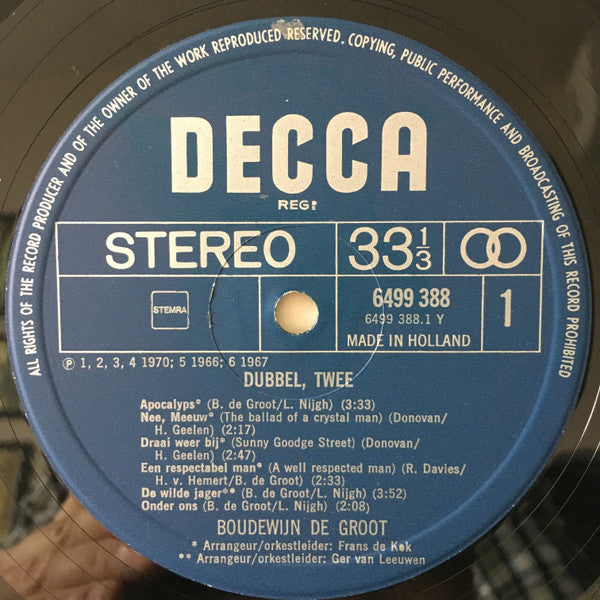 ALL RIGHTS OF THE RECORD PRODUCER AND OF THE OWNER OF THE WORK REPRODUCED RESERVED. COPYING, PUBLIC PERFORMANCE AND BROADCASTING OF THIS RECORD PROHIBITED
DECCA
REG?
STEREO 33 1/3
STEMRA
6499 388
6499 388.1 Y
1
MADE IN HOLLAND
℗ 1, 2, 3, 4 1970; 5 1966; 6 1967
DUBBEL, TWEE
Apocalyps* (B. de Groot/L. Nijgh) (3:33)
Nee, Meeuw* (The ballad of a crystal man) (Donovan/
H. Geelen) (2:17)
Draai weer bij* (Sunny Goodge Street) (Donovan/
H. Geelen) (2:47)
Een respectabel man* (A well respected man) (R. Davies/
H. v. Hemert/B. de Groot) (2:33)
De wilde jager** (B. de Groot/L. Nijgh) (3:52)
Onder ons (B. de Groot/L. Nijgh) (2:08)
BOUDEWIJN DE GROOT
* Arrangeur/orkestleider: Frans de Kok
** Arrangeur/orkestleider: Ger van Leeuwen